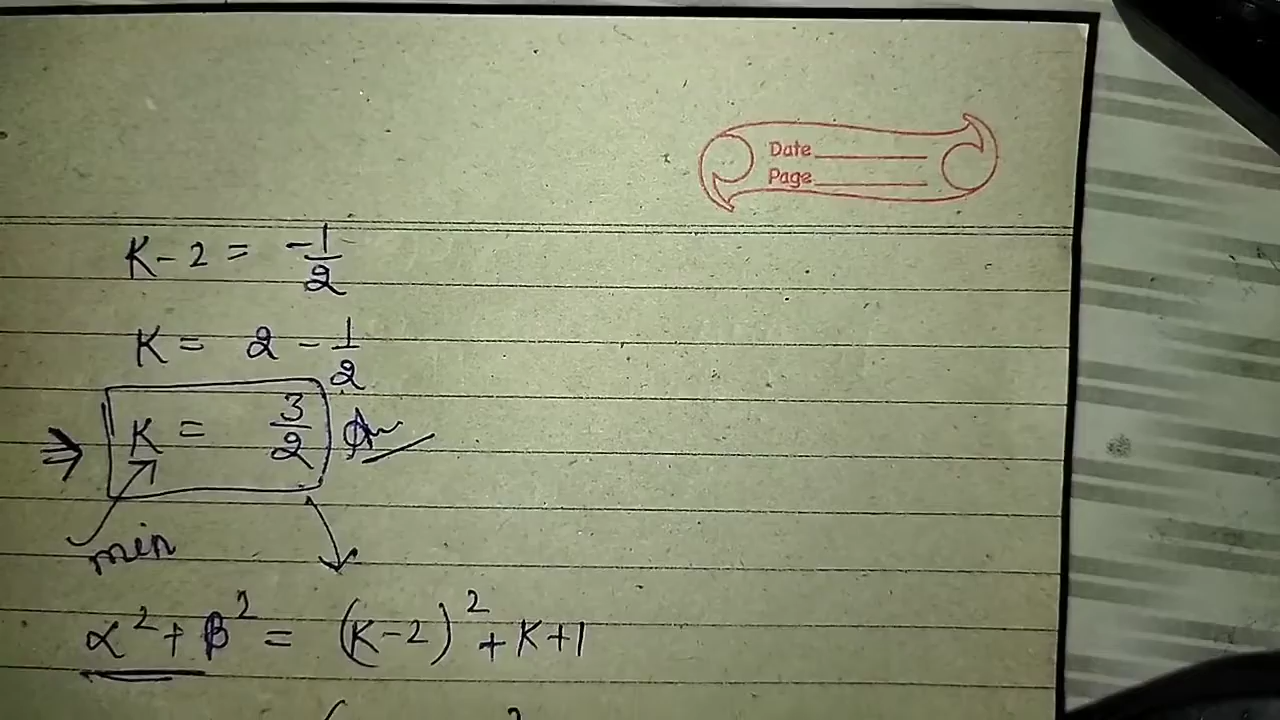 Date
Page
K - 2 = -1/2
K = 2 - 1/2
⇒ K = 3/2
min
α² + β² = (K-2)² + K+1